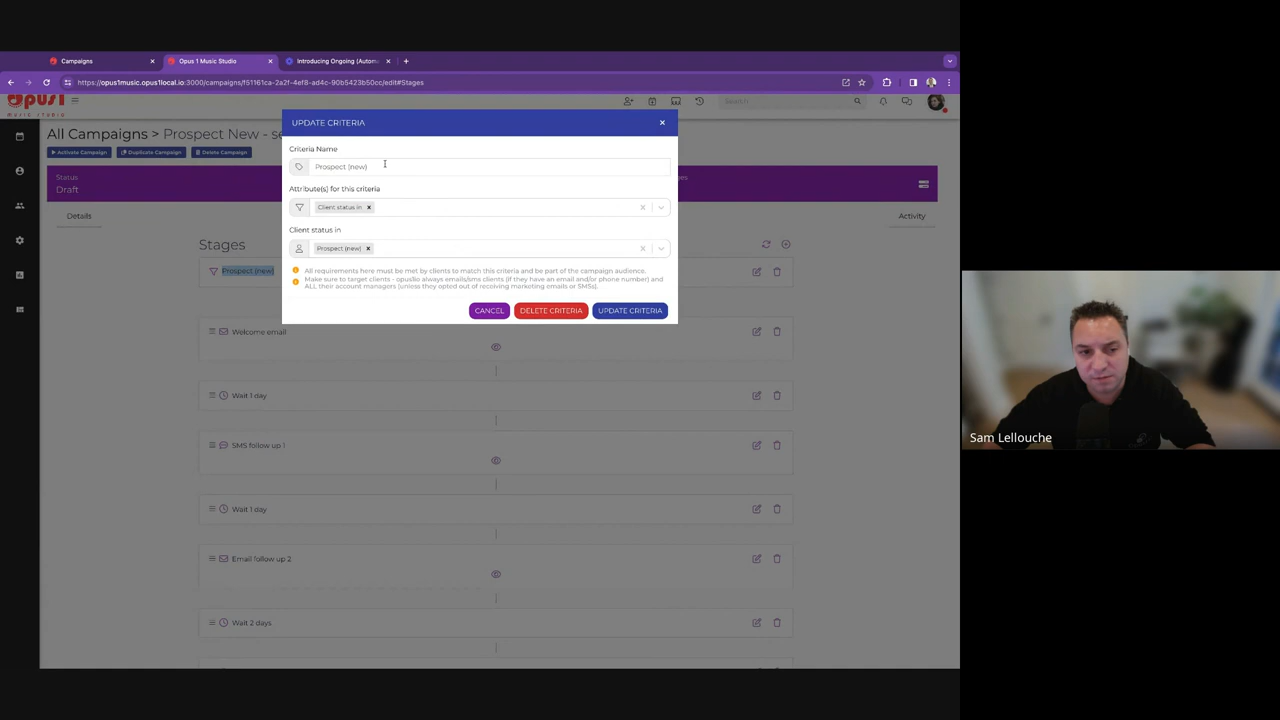 Campaigns
Opus 1 Music Studio
Introducing Ongoing (Autom
https://opus1music.opus1local.io:3000/campaigns/f51161ca-2a2f-4ef8-ad4c-90b5423b50cc/edit#Stages
opus1
MUSIC STUDIO
Search
All Campaigns > Prospect New - se
Activate Campaign
Duplicate Campaign
Delete Campaign
Status
Draft
ges
Details
Activity
UPDATE CRITERIA
Criteria Name
Prospect (new)
Attribute(s) for this criteria
Client status in
Client status in
Prospect (new)
All requirements here must be met by clients to match this criteria and be part of the campaign audience.
Make sure to target clients - opus1io always emails/sms clients (if they have an email and/or phone number) and
ALL their account managers (unless they opted out of receiving marketing emails or SMSs).
CANCEL
DELETE CRITERIA
UPDATE CRITERIA
Stages
Prospect (new)
Welcome email
Wait 1 day
SMS follow up 1
Wait 1 day
Email follow up 2
Wait 2 days
Sam Lellouche